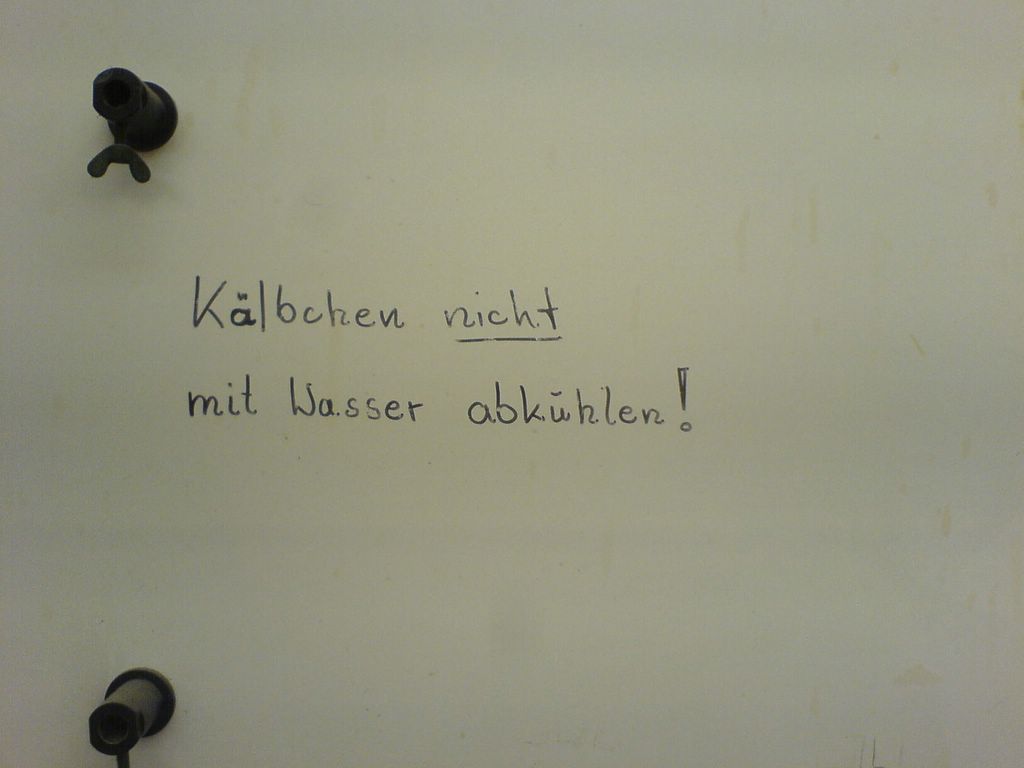 Kälbchen nicht
mit Wasser abkühlen!